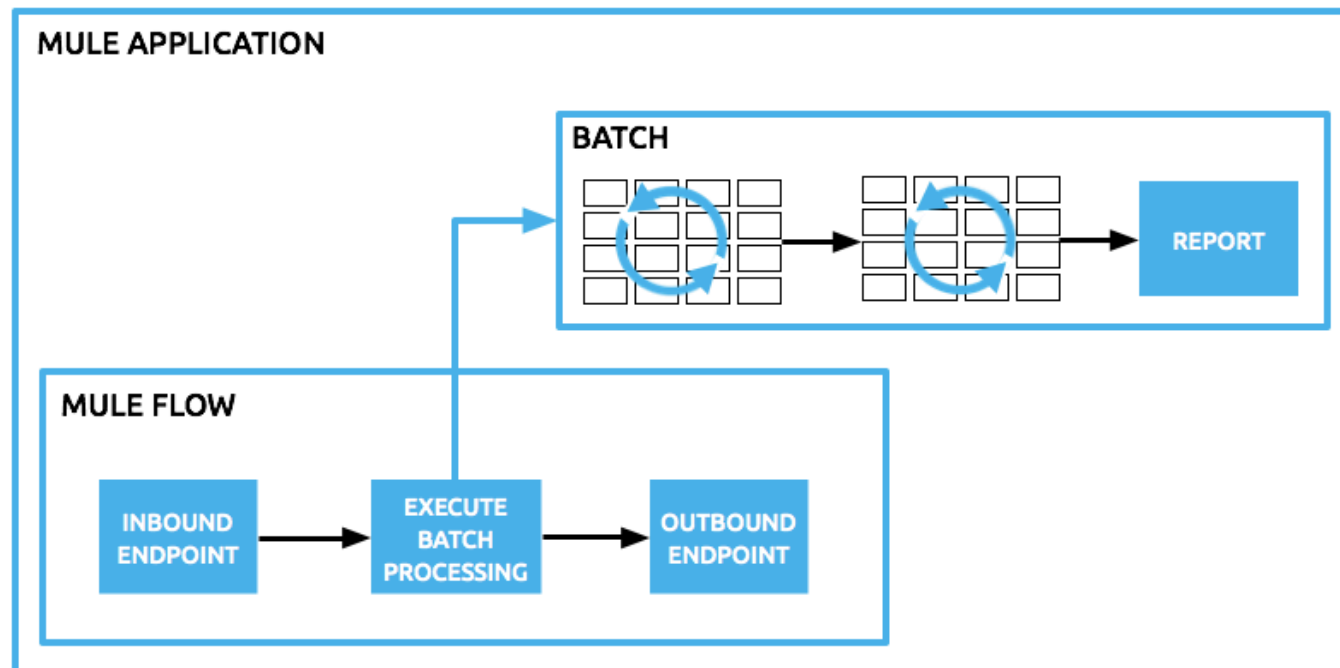 MULE APPLICATION
BATCH
REPORT
MULE FLOW
INBOUND
ENDPOINT
EXECUTE
BATCH
PROCESSING
OUTBOUND
ENDPOINT